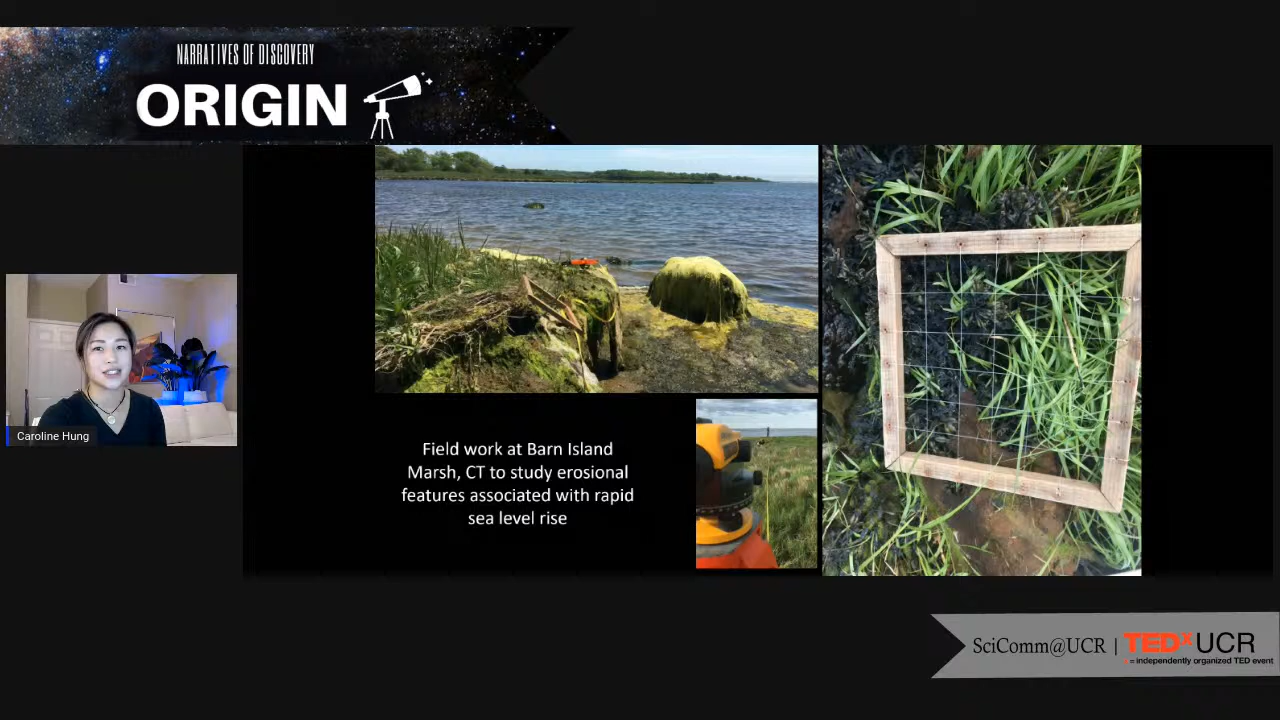 NARRATIVES OF DISCOVERY
ORIGIN
Caroline Hung
Field work at Barn Island
Marsh, CT to study erosional
features associated with rapid
sea level rise
SciComm@UCR | TEDxUCR
x = independently organized TED event